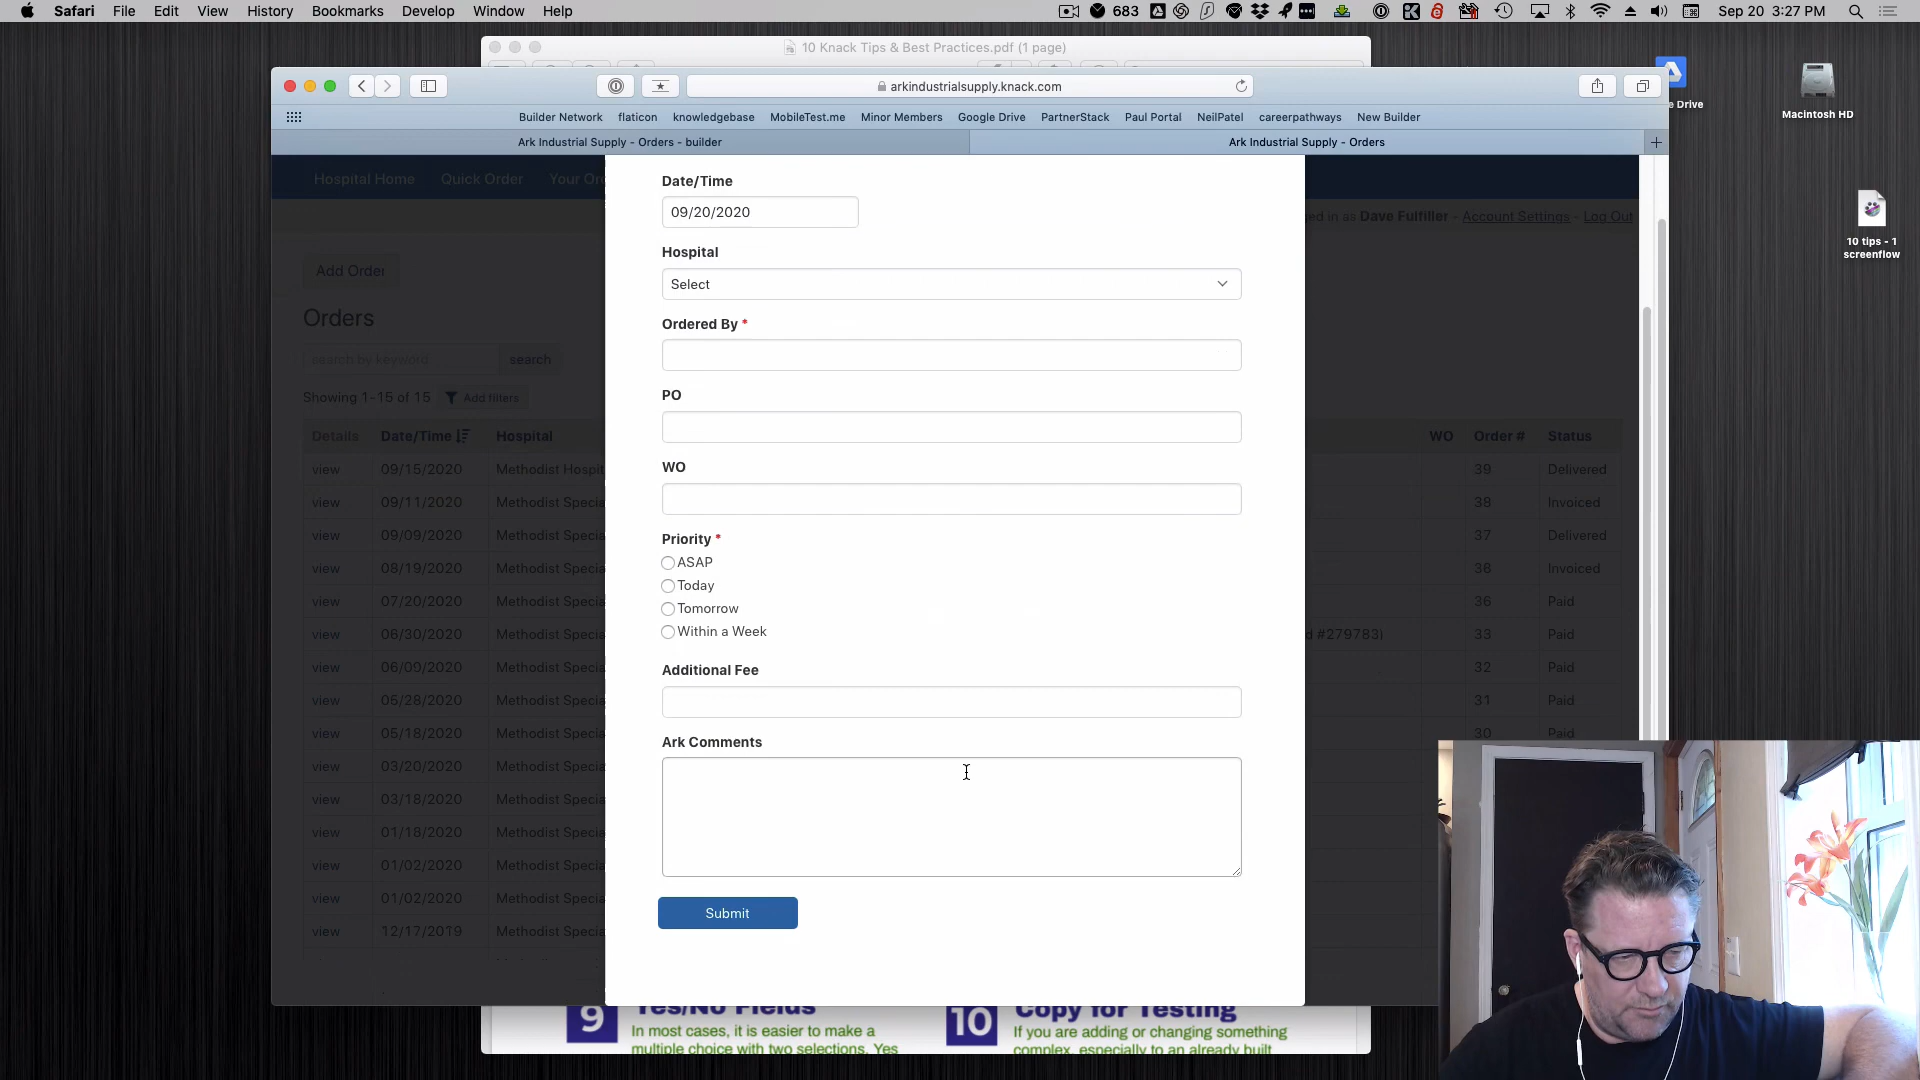 Safari File Edit View History Bookmarks Develop Window Help
683
Sep 20 3:27 PM
10 Knack Tips & Best Practices.pdf (1 page)
arkindustrialsupply.knack.com
e Drive
Macintosh HD
Builder Network flaticon knowledgebase MobileTest.me Minor Members Google Drive PartnerStack Paul Portal NeilPatel careerpathways New Builder
Ark Industrial Supply - Orders - builder
Ark Industrial Supply - Orders
Hospital Home Quick Order Your Or
ged in as Dave Fulfiller - Account Settings - Log Out
10 tips - 1
screenflow
Add Order
Orders
search by keyword search
Showing 1-15 of 15 Add filters
Details Date/Time Hospital WO Order # Status
view 09/15/2020 Methodist Hospit 39 Delivered
view 09/11/2020 Methodist Specia 38 Invoiced
view 09/09/2020 Methodist Specia 37 Delivered
view 08/19/2020 Methodist Specia 36 Invoiced
view 07/20/2020 Methodist Specia 36 Paid
view 06/30/2020 Methodist Specia d #279783) 33 Paid
view 06/09/2020 Methodist Specia 32 Paid
view 05/28/2020 Methodist Specia 31 Paid
view 05/18/2020 Methodist Specia 30 Paid
view 03/20/2020 Methodist Specia
view 03/18/2020 Methodist Specia
view 01/18/2020 Methodist Specia
view 01/02/2020 Methodist Specia
view 01/02/2020 Methodist Specia
view 12/17/2019 Methodist Specia
Date/Time
09/20/2020
Hospital
Select
Ordered By *
PO
WO
Priority *
ASAP
Today
Tomorrow
Within a Week
Additional Fee
Ark Comments
Submit
9 Yes/No Fields
In most cases, it is easier to make a
multiple choice with two selections. Yes
10 Copy for Testing
If you are adding or changing something
complex, especially to an already built